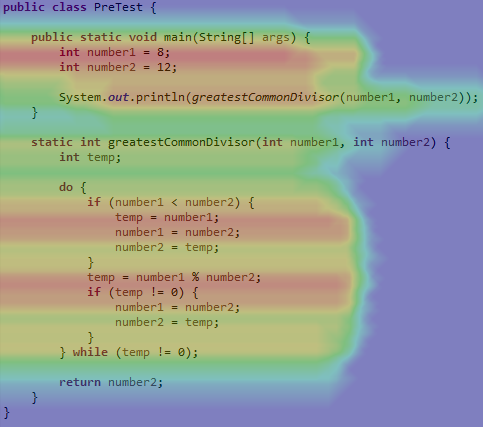 public class PreTest {
public static void main(String[] args) {
int number1 = 8;
int number2 = 12;
System.out.println(greatestCommonDivisor(number1, number2));
}
static int greatestCommonDivisor(int number1, int number2) {
int temp;
do {
if (number1 < number2) {
temp = number1;
number1 = number2;
number2 = temp;
}
temp = number1 % number2;
if (temp != 0) {
number1 = number2;
number2 = temp;
}
} while (temp != 0);
return number2;
}
}